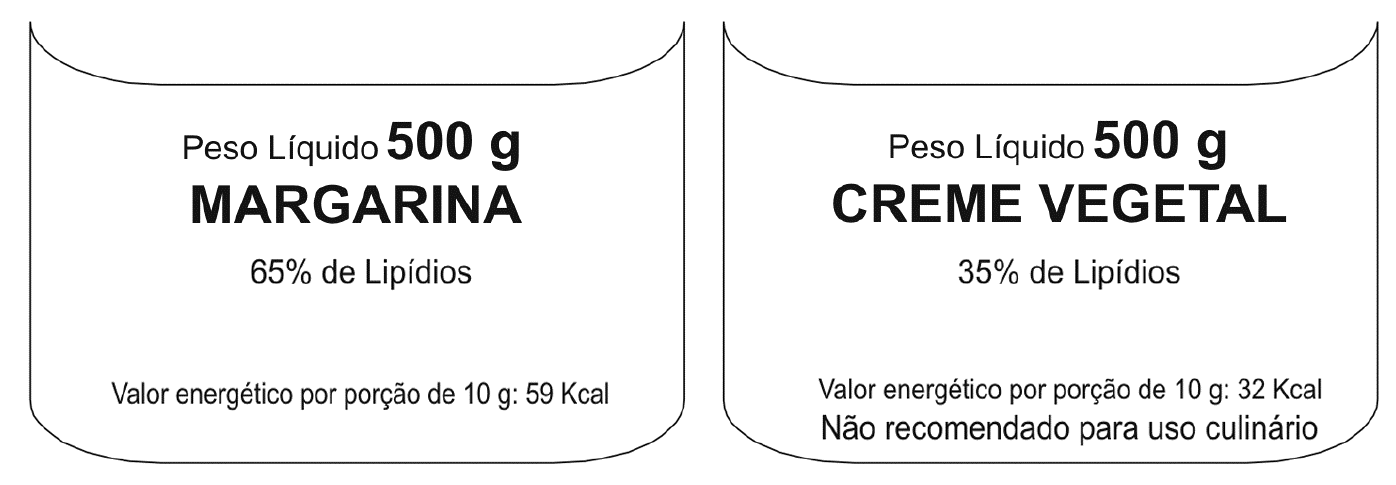 Peso Líquido 500 g
MARGARINA
65% de Lipídios
Valor energético por porção de 10 g: 59 Kcal
Peso Líquido 500 g
CREME VEGETAL
35% de Lipídios
Valor energético por porção de 10 g: 32 Kcal
Não recomendado para uso culinário